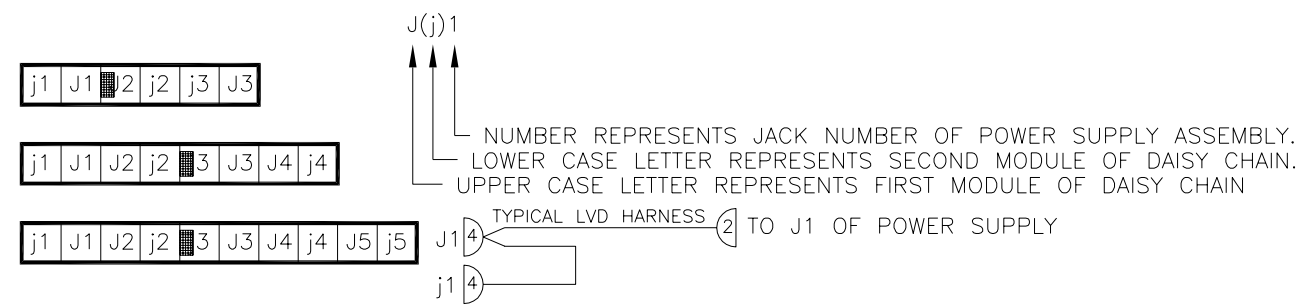 J(j)1
j1 J1 J2 j2 j3 J3
NUMBER REPRESENTS JACK NUMBER OF POWER SUPPLY ASSEMBLY.
j1 J1 J2 j2 3 J3 J4 j4
LOWER CASE LETTER REPRESENTS SECOND MODULE OF DAISY CHAIN.
UPPER CASE LETTER REPRESENTS FIRST MODULE OF DAISY CHAIN
j1 J1 J2 j2 3 J3 J4 j4 J5 j5
J1 4 TYPICAL LVD HARNESS 2 TO J1 OF POWER SUPPLY
j1 4